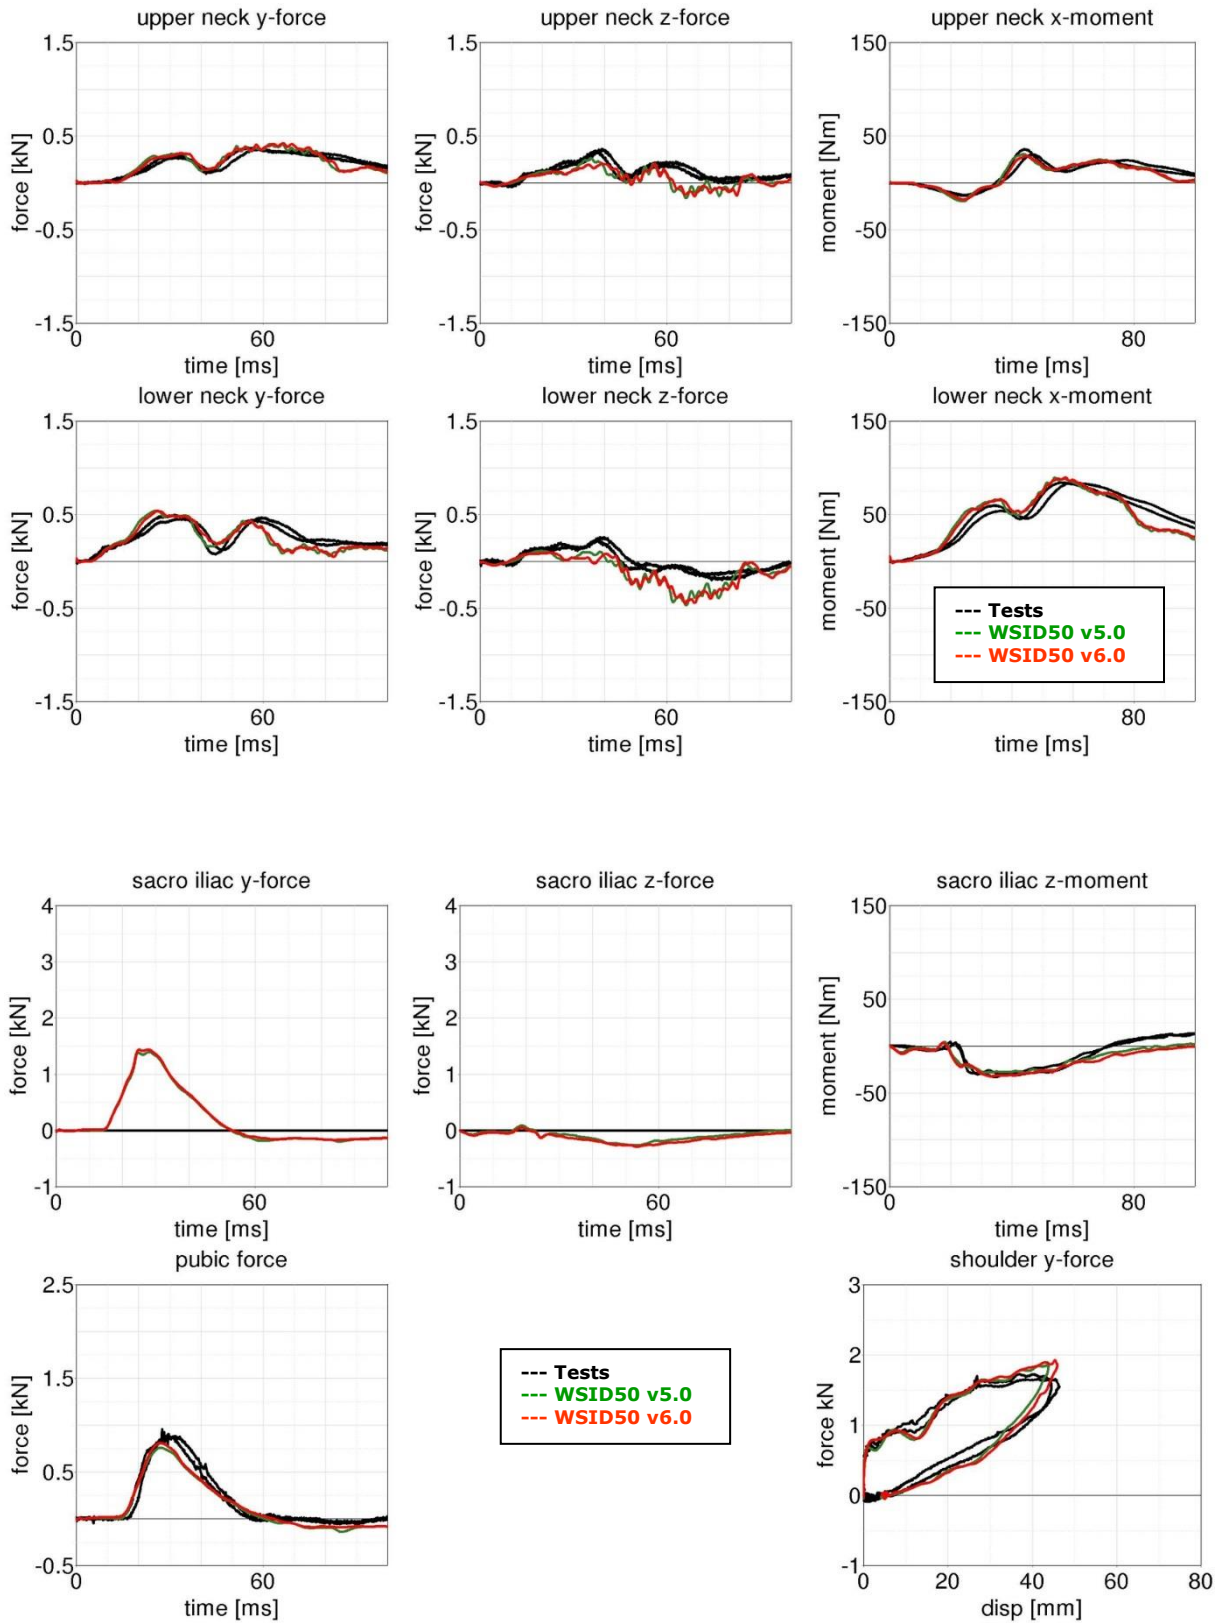 upper neck y-force
1.5
0.5
-0.5
-1.5
force [kN]
0
60
time [ms]
upper neck z-force
1.5
0.5
-0.5
-1.5
force [kN]
0
60
time [ms]
upper neck x-moment
150
50
-50
-150
moment [Nm]
0
80
time [ms]
lower neck y-force
1.5
0.5
-0.5
-1.5
force [kN]
0
60
time [ms]
lower neck z-force
1.5
0.5
-0.5
-1.5
force [kN]
0
60
time [ms]
lower neck x-moment
150
50
-50
-150
moment [Nm]
0
80
time [ms]
--- Tests
--- WSID50 v5.0
--- WSID50 v6.0
sacro iliac y-force
4
3
2
1
0
-1
force [kN]
0
60
time [ms]
sacro iliac z-force
4
3
2
1
0
-1
force [kN]
0
60
time [ms]
sacro iliac z-moment
150
50
-50
-150
moment [Nm]
0
80
time [ms]
pubic force
2.5
1.5
0.5
-0.5
force [kN]
0
60
time [ms]
--- Tests
--- WSID50 v5.0
--- WSID50 v6.0
shoulder y-force
3
2
1
0
-1
force kN
0
20
40
60
80
disp [mm]